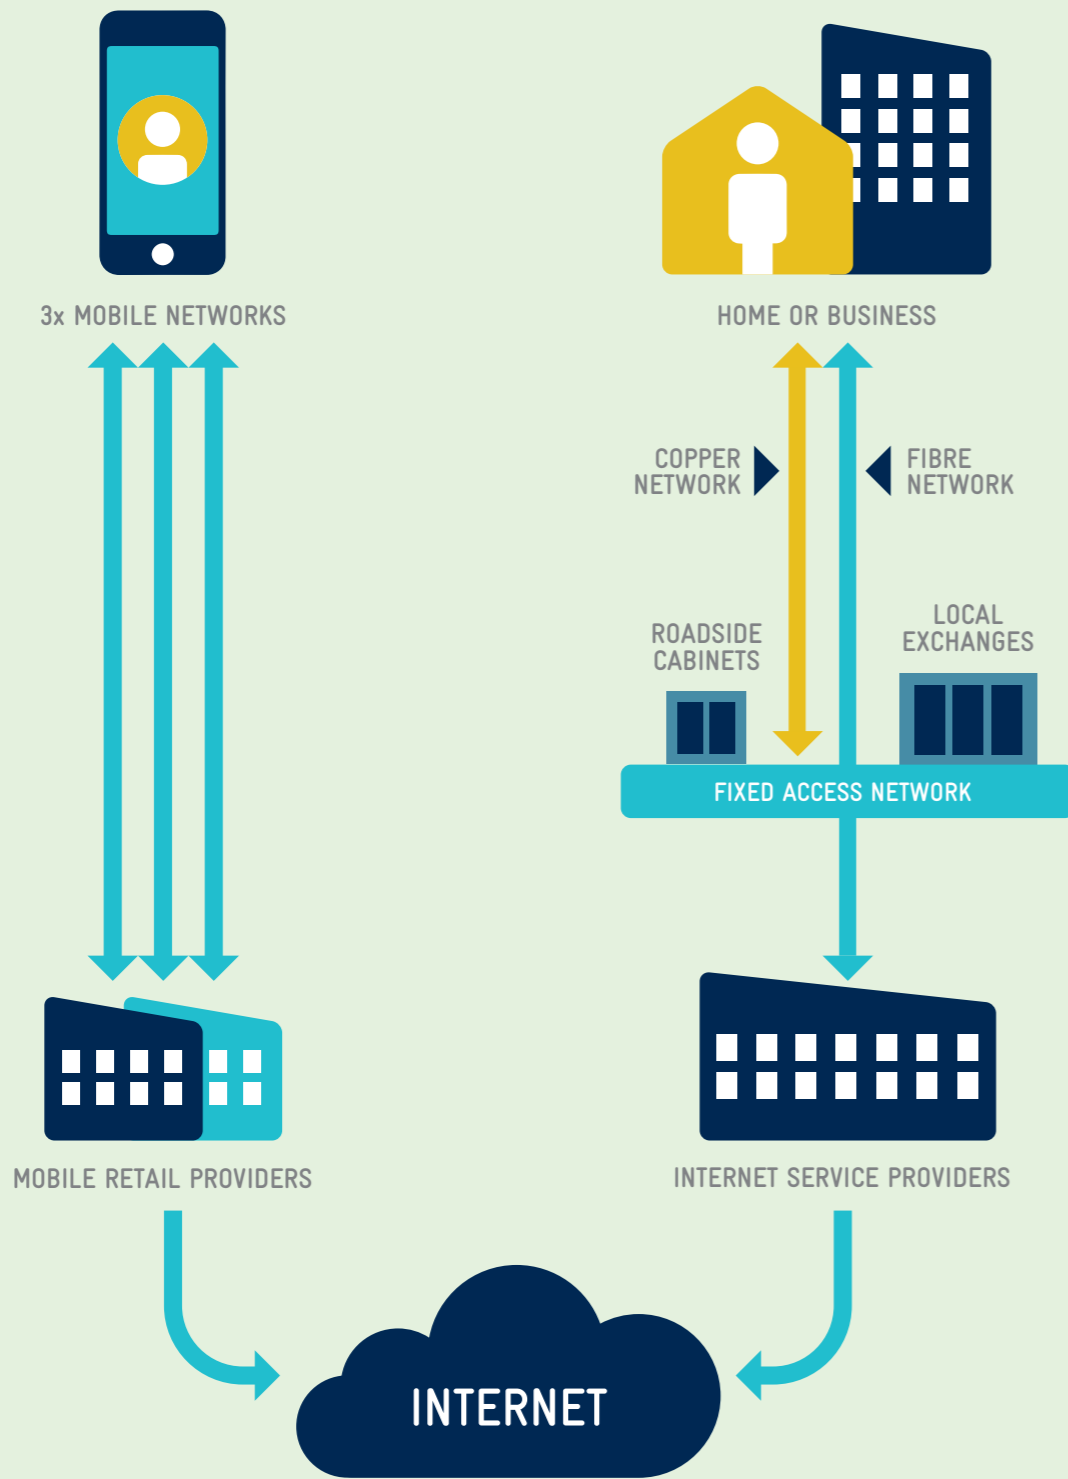 3x MOBILE NETWORKS
HOME OR BUSINESS
COPPER
NETWORK
FIBRE
NETWORK
ROADSIDE
CABINETS
LOCAL
EXCHANGES
FIXED ACCESS NETWORK
MOBILE RETAIL PROVIDERS
INTERNET SERVICE PROVIDERS
INTERNET